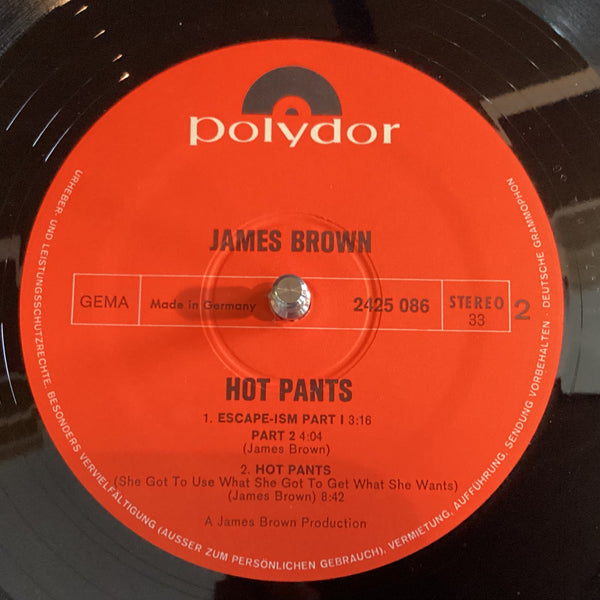 polydor
JAMES BROWN
GEMA
Made in Germany
2425 086
STEREO
33
2
HOT PANTS
1. ESCAPE-ISM PART I 3:16
PART 2 4:04
(James Brown)
2. HOT PANTS
(She Got To Use What She Got To Get What She Wants)
(James Brown) 8:42
A James Brown Production
URHEBER- UND LEISTUNGSSCHUTZRECHTE, BESONDERS VERVIELFÄLTIGUNG (AUSSER ZUM PERSÖNLICHEN GEBRAUCH), VERMIETUNG, AUFFÜHRUNG, SENDUNG VORBEHALTEN · DEUTSCHE GRAMMOPHON